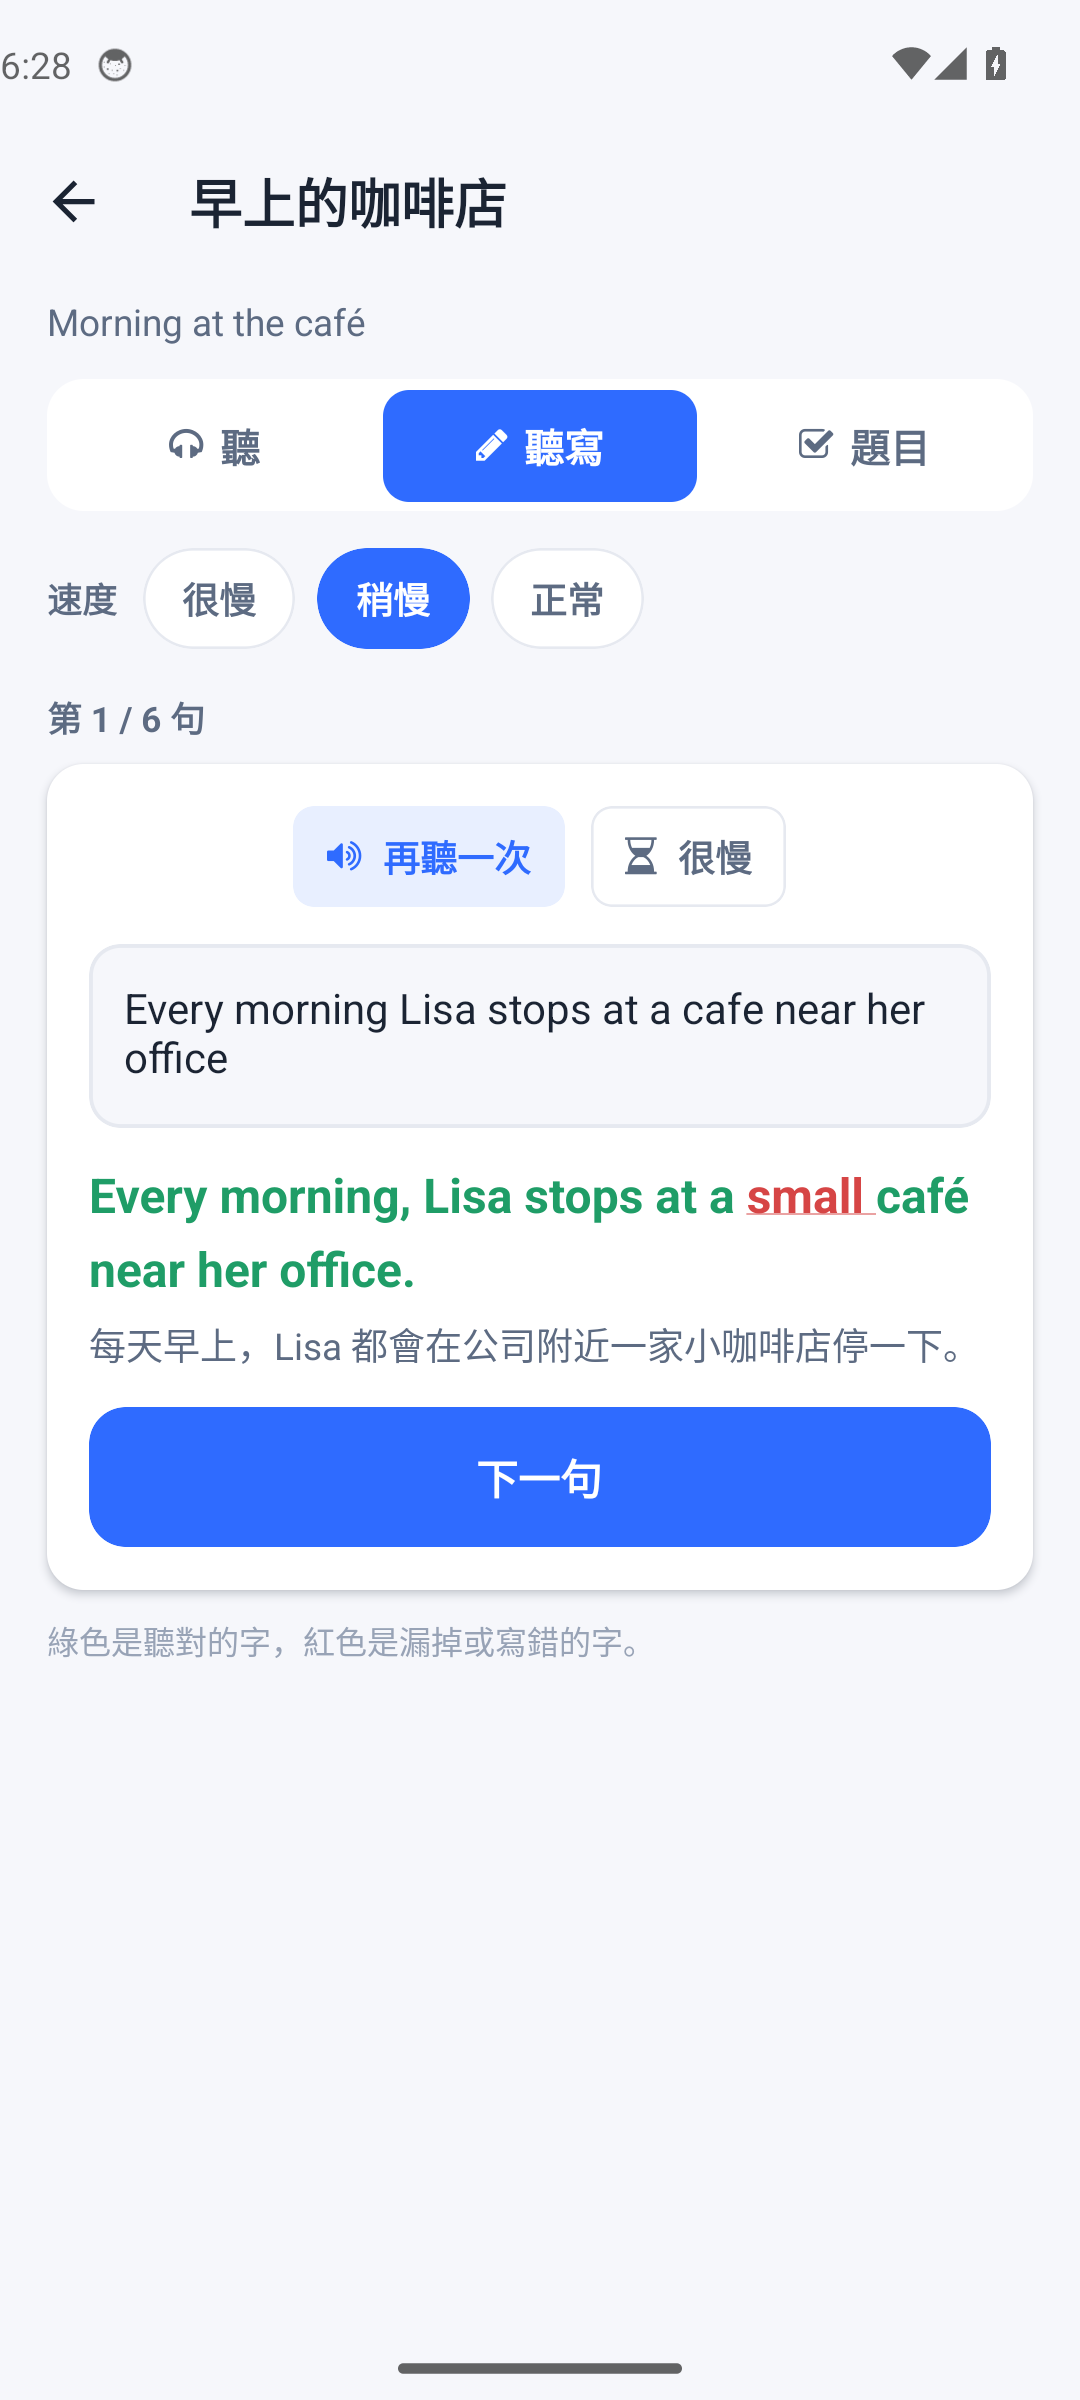 6:28
早上的咖啡店
Morning at the café
聽
聽寫
題目
速度
很慢
稍慢
正常
第 1 / 6 句
再聽一次
很慢
Every morning Lisa stops at a cafe near her
office
Every morning, Lisa stops at a small café
near her office.
每天早上，Lisa 都會在公司附近一家小咖啡店停一下。
下一句
綠色是聽對的字，紅色是漏掉或寫錯的字。